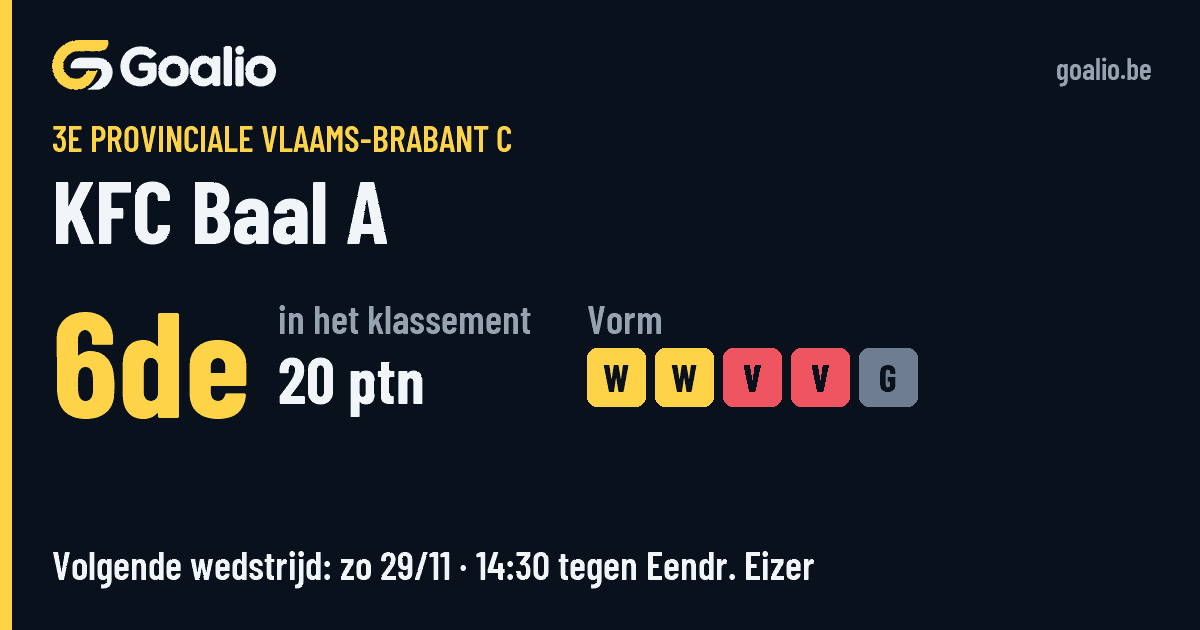 Goalio
goalio.be
3E PROVINCIALE VLAAMS-BRABANT C
KFC Baal A
6de
in het klassement
20 ptn
Vorm
W W V V G
Volgende wedstrijd: zo 29/11 · 14:30 tegen Eendr. Eizer